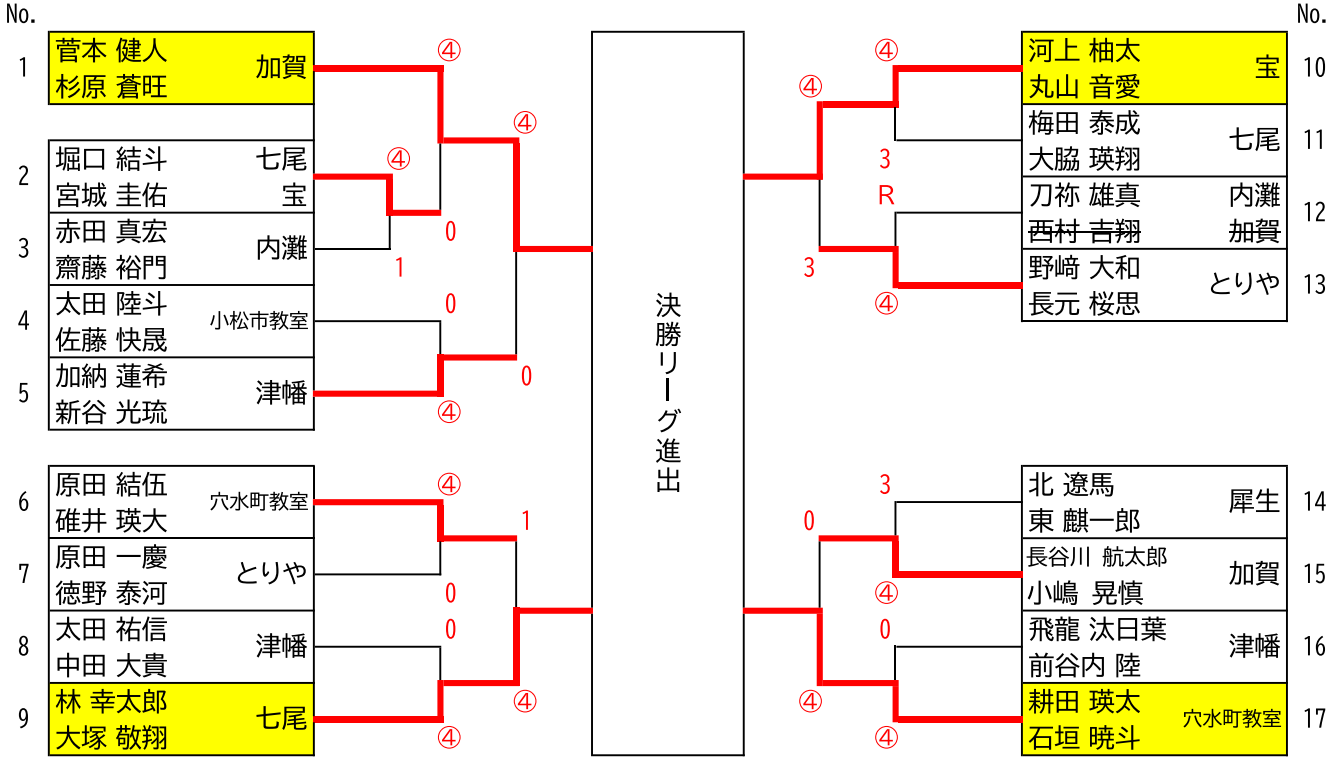 No.
1
菅本 健人
杉原 蒼旺
加賀
2
堀口 結斗
七尾
宮城 圭佑
宝
3
赤田 真宏
齋藤 裕門
内灘
4
太田 陸斗
佐藤 快晟
小松市教室
5
加納 蓮希
新谷 光琉
津幡
6
原田 結伍
碓井 瑛大
穴水町教室
7
原田 一慶
徳野 泰河
とりや
8
太田 祐信
中田 大貴
津幡
9
林 幸太郎
大塚 敬翔
七尾
④
④
④
0
1
0
0
④
④
1
0
0
④
④
決勝リーグ進出
④
④
3
R
3
④
3
0
④
0
④
④
No.
10
河上 柚太
丸山 音愛
宝
11
梅田 泰成
大脇 瑛翔
七尾
12
刀祢 雄真
内灘
西村 吉翔
加賀
13
野﨑 大和
長元 桜思
とりや
14
北 遼馬
東 麒一郎
犀生
15
長谷川 航太郎
小嶋 晃慎
加賀
16
飛龍 汰日葉
前谷内 陸
津幡
17
耕田 瑛太
石垣 暁斗
穴水町教室